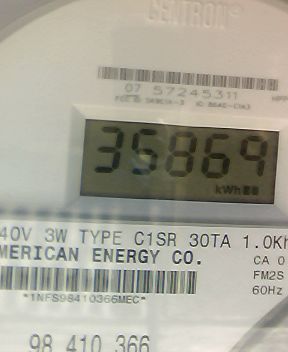 CENTRON®
07 57245311
35869
kWh
40V 3W TYPE C1SR 30TA 1.0Kh
MERICAN ENERGY CO.
CA 0
FM2S
60Hz
*1NFS98410366MEC*
98 410 366